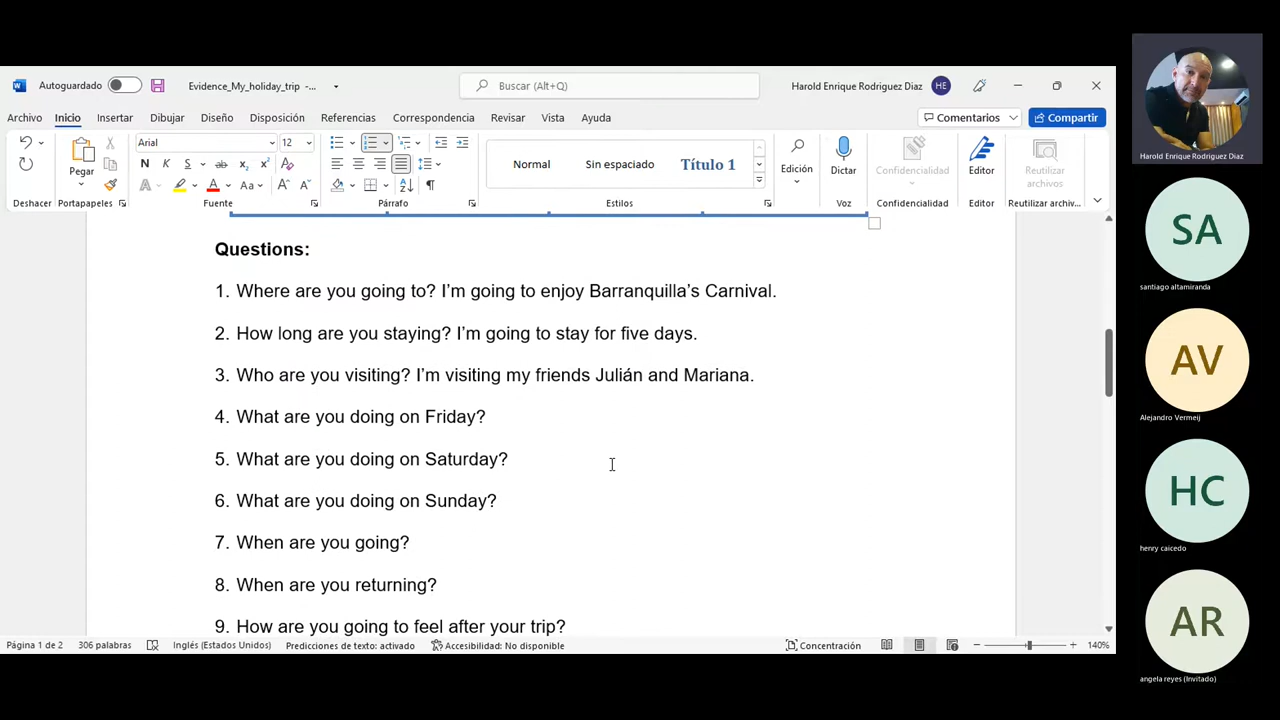 Autoguardado
Evidence_My_holiday_trip -...
Buscar (Alt+Q)
Harold Enrique Rodriguez Diaz
HE
Archivo Inicio Insertar Dibujar Diseño Disposición Referencias Correspondencia Revisar Vista Ayuda
Comentarios
Compartir
Pegar
Arial
12
N K S ab x₂ x²
A A Aa A A
Normal
Sin espaciado
Título 1
Edición
Dictar
Confidencialidad
Editor
Reutilizar archivos
Deshacer
Portapapeles
Fuente
Párrafo
Estilos
Voz
Confidencialidad
Editor
Reutilizar archiv...
Questions:
1. Where are you going to? I’m going to enjoy Barranquilla’s Carnival.
2. How long are you staying? I’m going to stay for five days.
3. Who are you visiting? I’m visiting my friends Julián and Mariana.
4. What are you doing on Friday?
5. What are you doing on Saturday?
6. What are you doing on Sunday?
7. When are you going?
8. When are you returning?
9. How are you going to feel after your trip?
Página 1 de 2
306 palabras
Inglés (Estados Unidos)
Predicciones de texto: activado
Accesibilidad: No disponible
Concentración
140%
Harold Enrique Rodriguez Diaz
SA
santiago altamiranda
AV
Alejandro Vermeij
HC
henry caicedo
AR
angela reyes (Invitado)